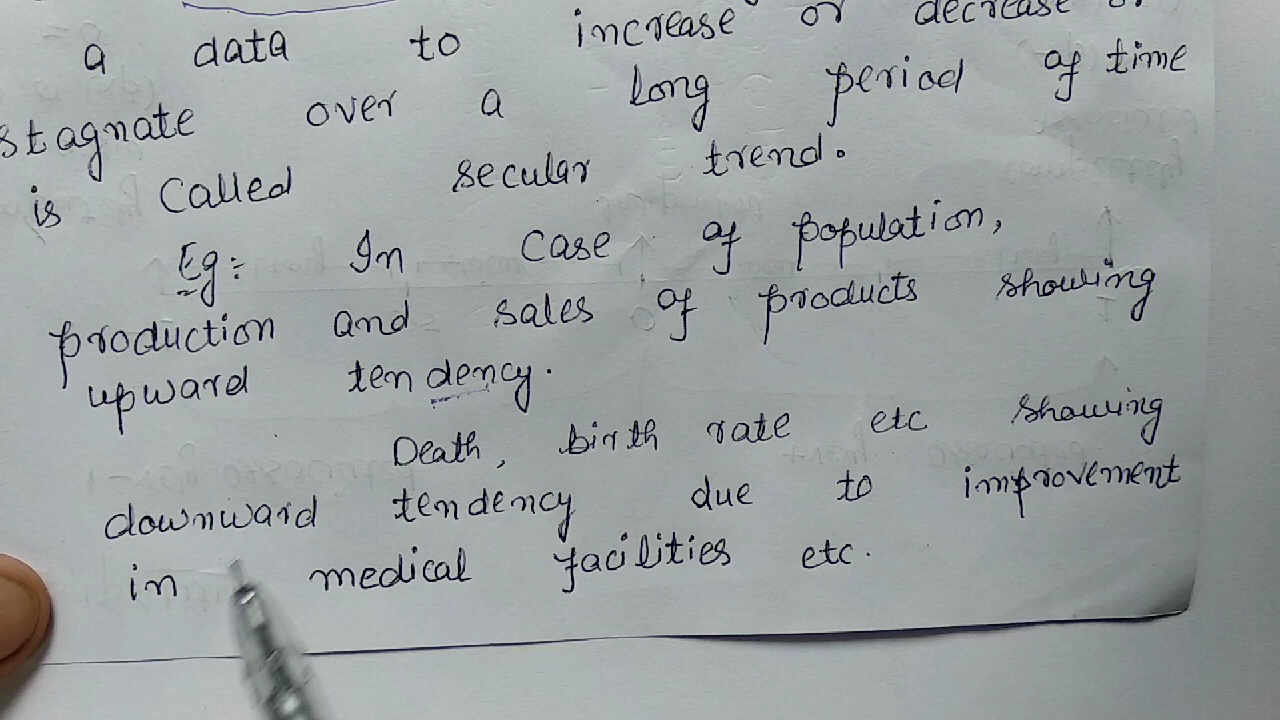 a data to increase or decrease or
stagnate over a long period of time
is called secular trend.
Eg:- In case of population,
production and sales of products showing
upward tendency.
Death, birth rate etc showing
downward tendency due to improvement
in medical facilities etc.